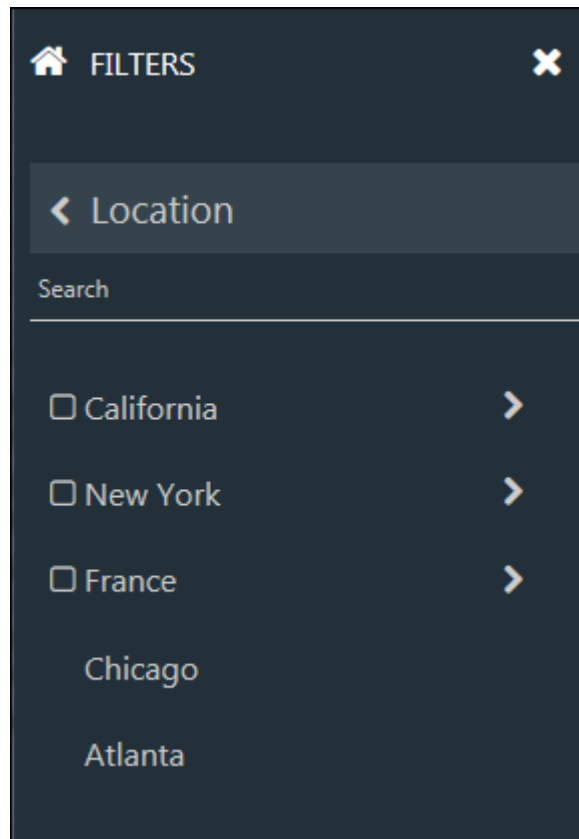 FILTERS
Location
Search
California
New York
France
Chicago
Atlanta